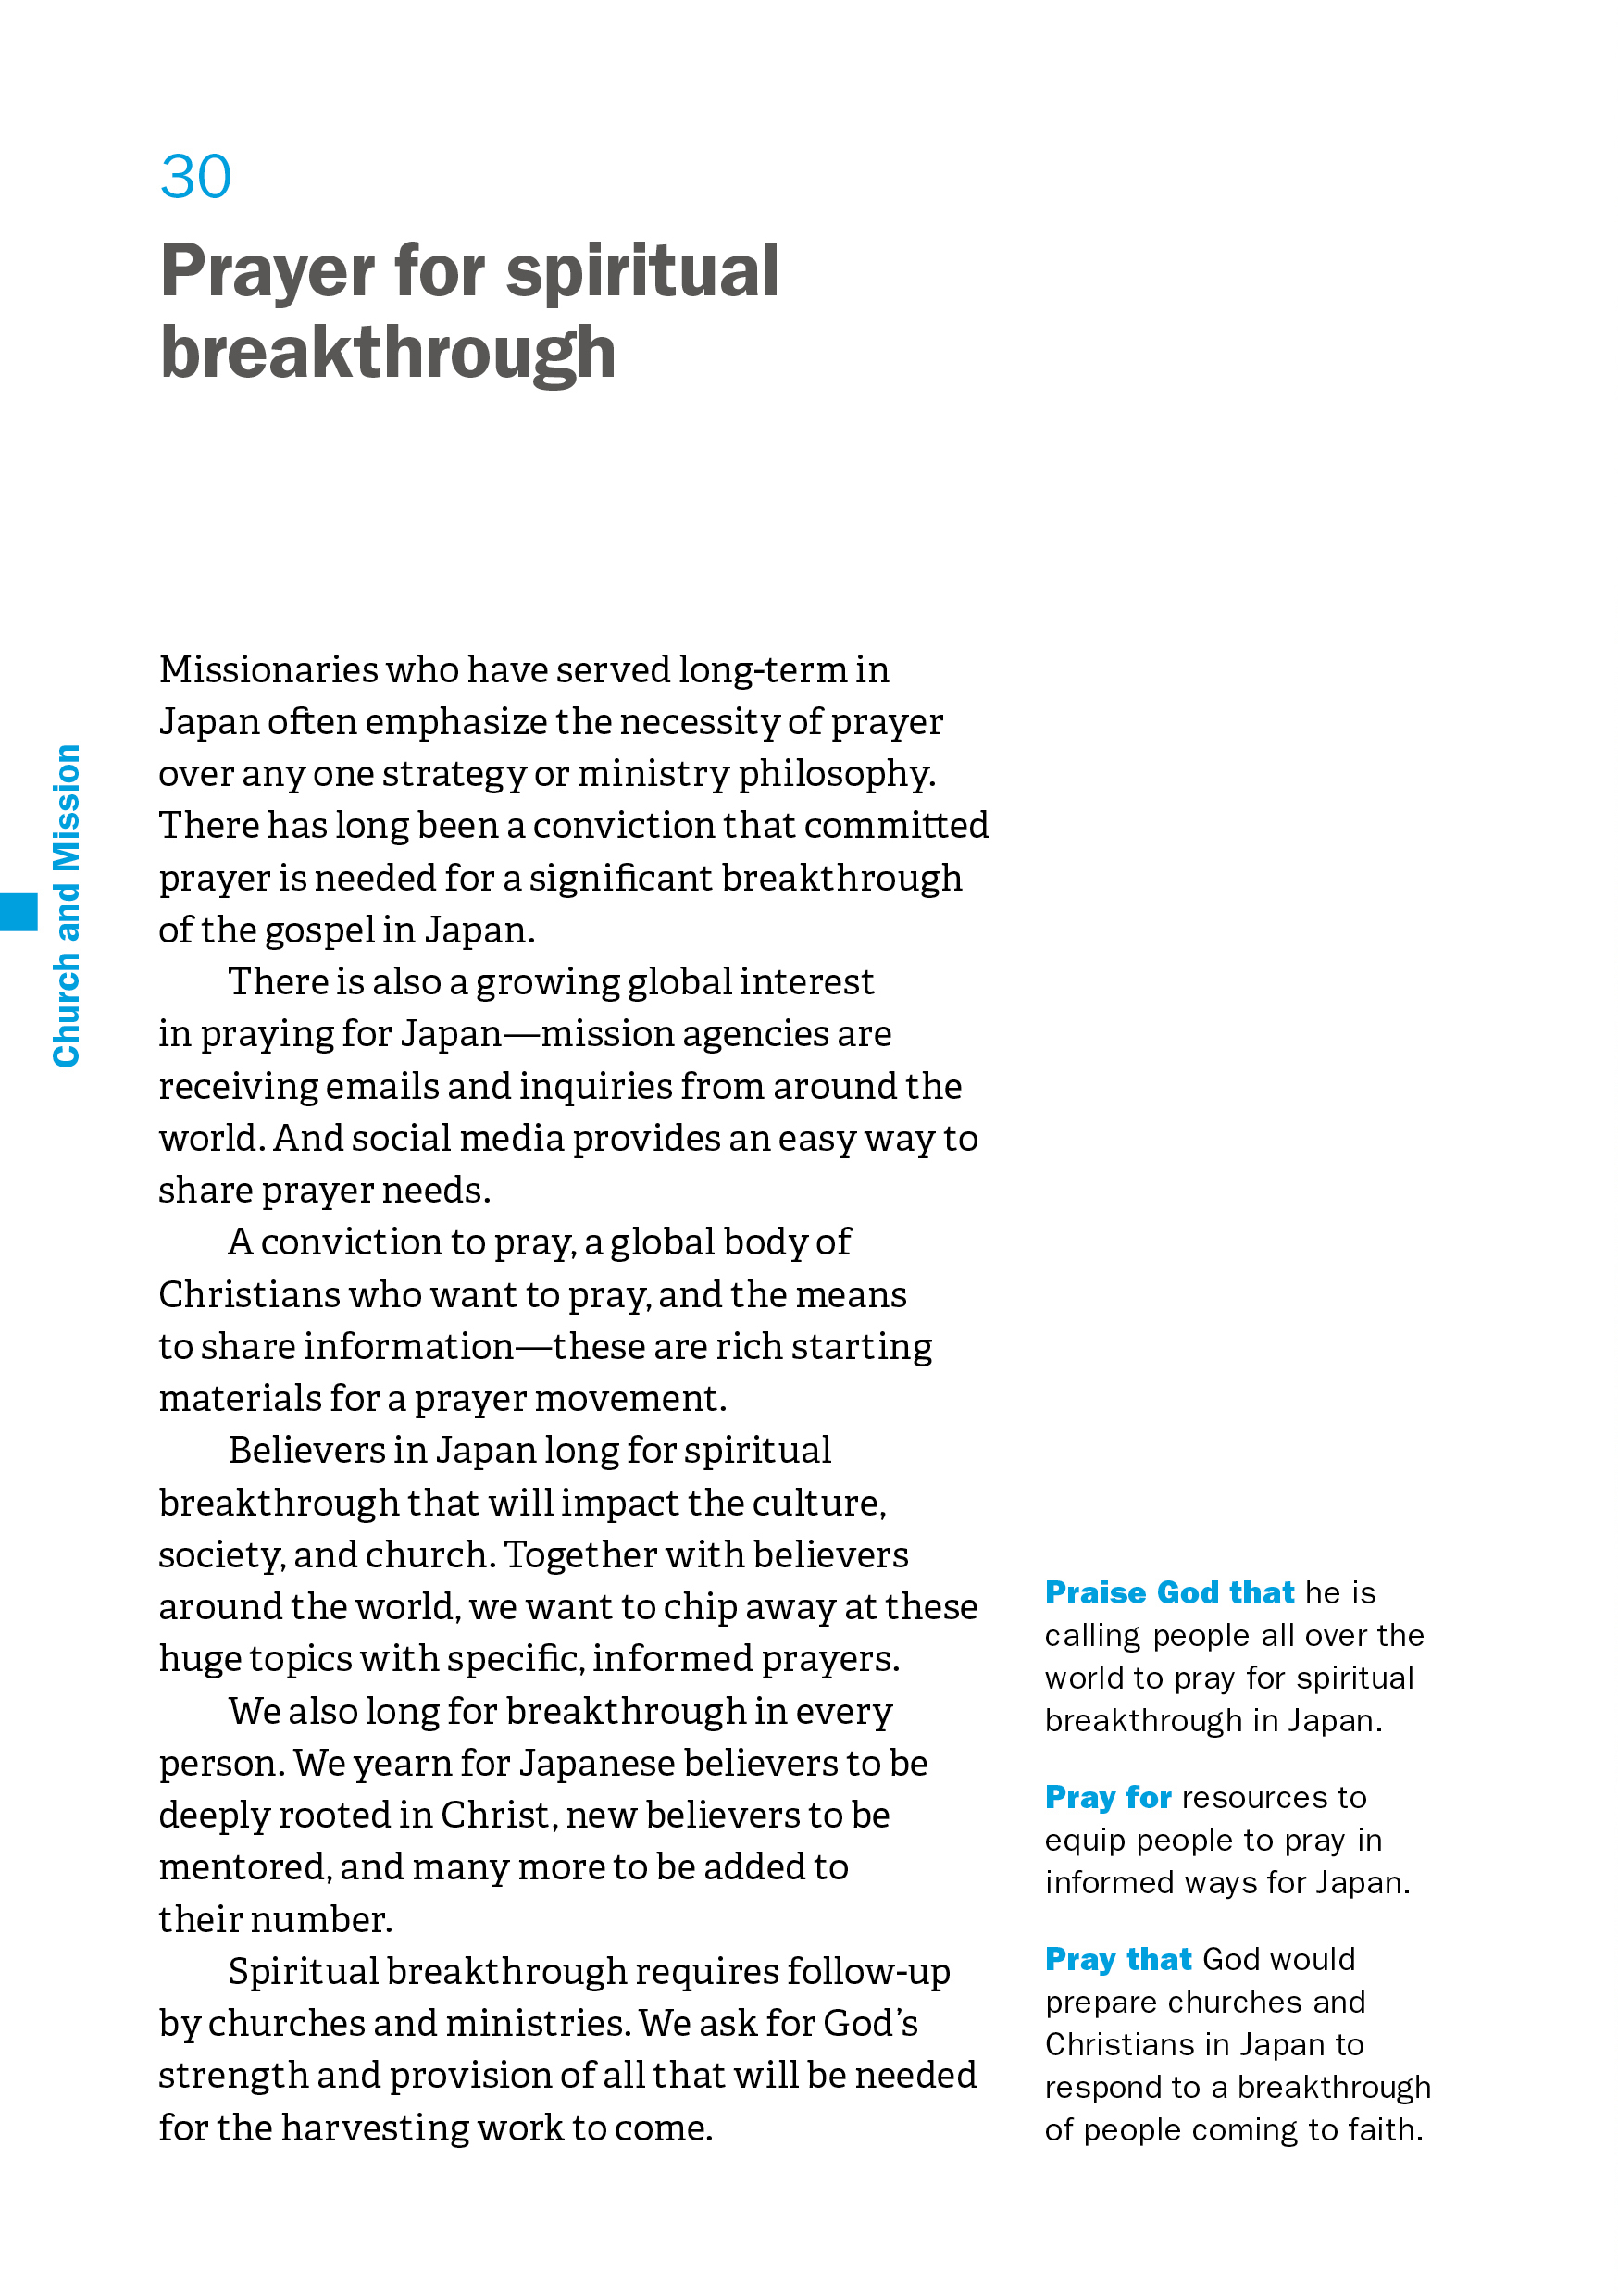 30
Prayer for spiritual
breakthrough
Church and Mission
Missionaries who have served long-term in
Japan often emphasize the necessity of prayer
over any one strategy or ministry philosophy.
There has long been a conviction that committed
prayer is needed for a significant breakthrough
of the gospel in Japan.
There is also a growing global interest
in praying for Japan—mission agencies are
receiving emails and inquiries from around the
world. And social media provides an easy way to
share prayer needs.
A conviction to pray, a global body of
Christians who want to pray, and the means
to share information—these are rich starting
materials for a prayer movement.
Believers in Japan long for spiritual
breakthrough that will impact the culture,
society, and church. Together with believers
around the world, we want to chip away at these
huge topics with specific, informed prayers.
We also long for breakthrough in every
person. We yearn for Japanese believers to be
deeply rooted in Christ, new believers to be
mentored, and many more to be added to
their number.
Spiritual breakthrough requires follow-up
by churches and ministries. We ask for God’s
strength and provision of all that will be needed
for the harvesting work to come.
Praise God that he is
calling people all over the
world to pray for spiritual
breakthrough in Japan.
Pray for resources to
equip people to pray in
informed ways for Japan.
Pray that God would
prepare churches and
Christians in Japan to
respond to a breakthrough
of people coming to faith.